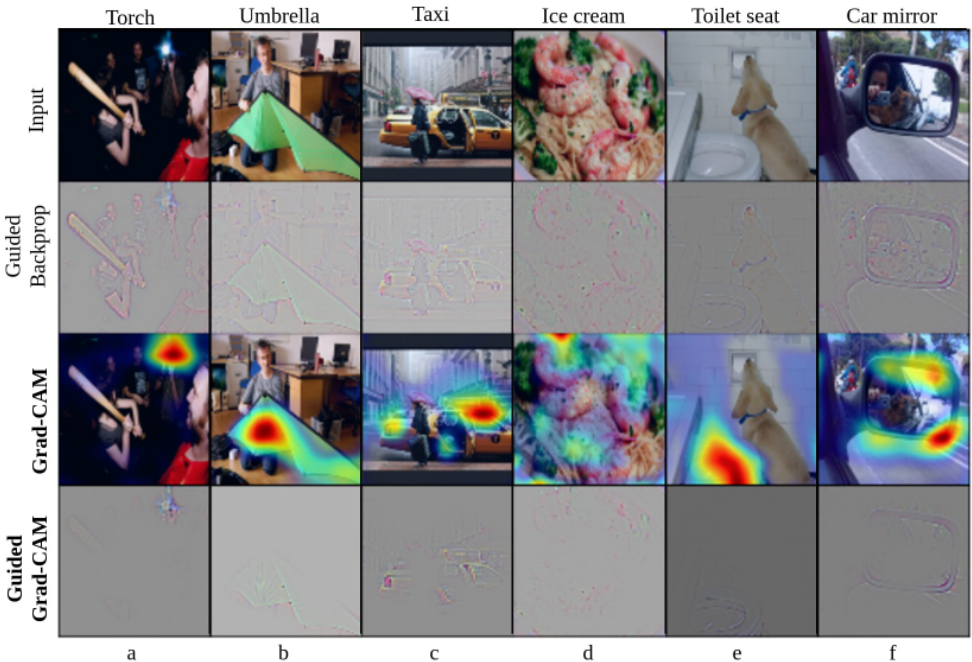 Torch Umbrella Taxi Ice cream Toilet seat Car mirror
Input
Guided
Backprop
Grad-CAM
Guided
Grad-CAM
a b c d e f